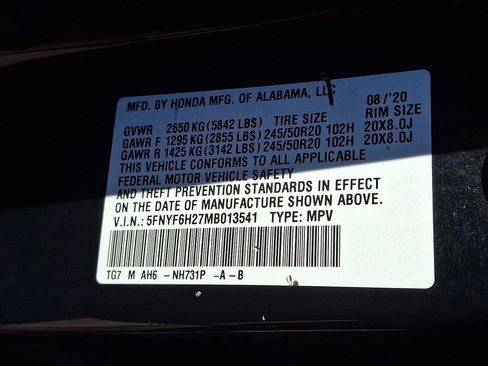 MFD. BY HONDA MFG. OF ALABAMA, LLC 08/'20
GVWR 2650 KG (5842 LBS) TIRE SIZE RIM SIZE
GAWR F 1295 KG (2855 LBS) 245/50R20 102H 20X8.0J
GAWR R 1425 KG (3142 LBS) 245/50R20 102H 20X8.0J
THIS VEHICLE CONFORMS TO ALL APPLICABLE
FEDERAL MOTOR VEHICLE SAFETY
AND THEFT PREVENTION STANDARDS IN EFFECT
ON THE DATE OF MANUFACTURE SHOWN ABOVE.
V.I.N.: 5FNYF6H27MB013541 TYPE: MPV
TG7 M AH6 -NH731P -A-B